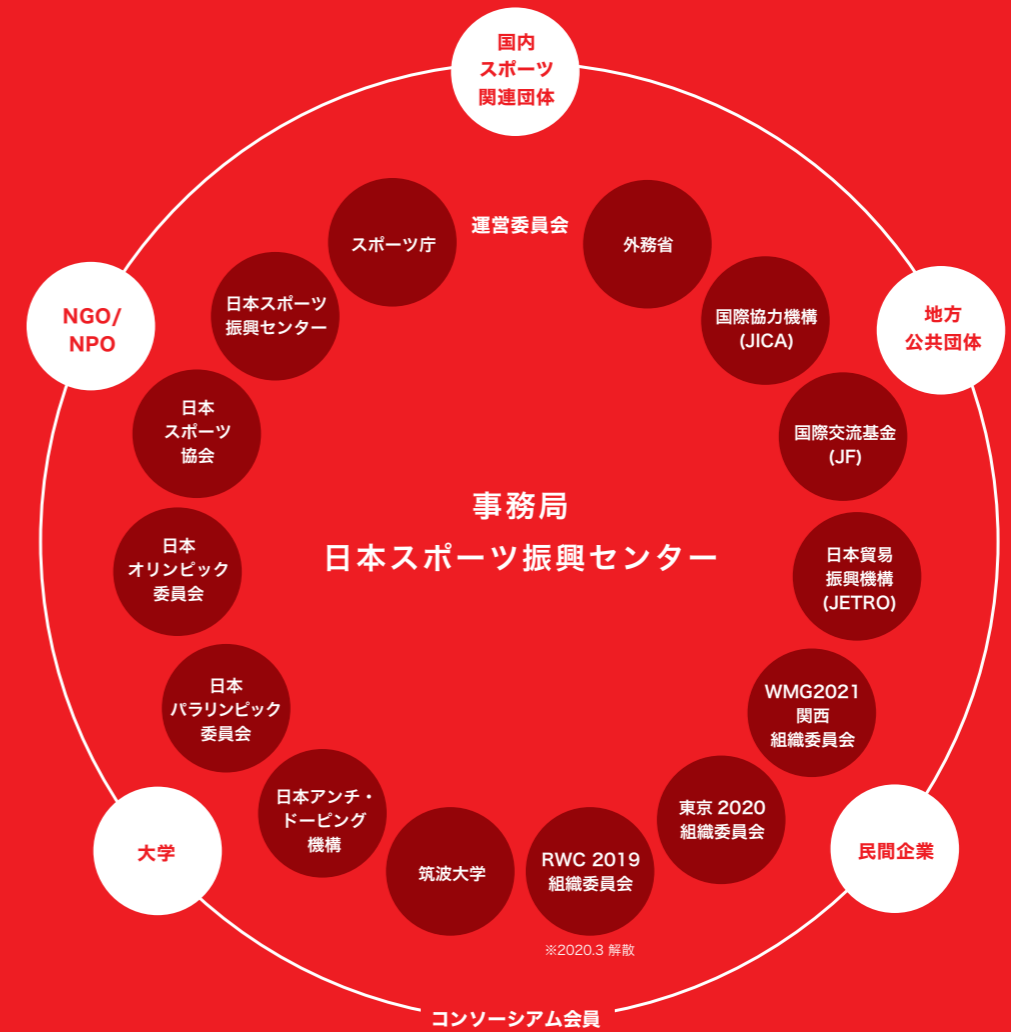 国内
スポーツ
関連団体
運営委員会
スポーツ庁
外務省
日本スポーツ
振興センター
国際協力機構
(JICA)
NGO/
NPO
地方
公共団体
日本
スポーツ
協会
国際交流基金
(JF)
事務局
日本スポーツ振興センター
日本
オリンピック
委員会
日本貿易
振興機構
(JETRO)
日本
パラリンピック
委員会
WMG2021
関西
組織委員会
日本アンチ・
ドーピング
機構
東京 2020
組織委員会
大学
民間企業
筑波大学
RWC 2019
組織委員会
※2020.3 解散
コンソーシアム会員